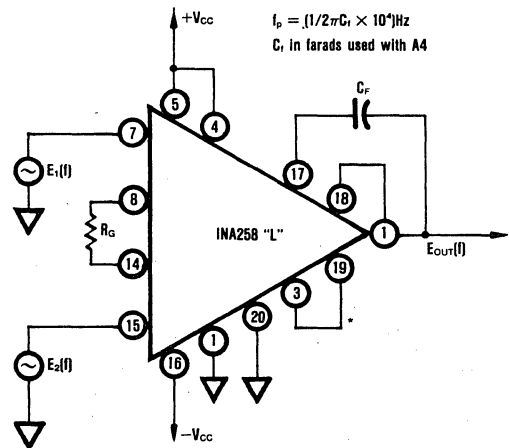 +VCC
fp = (1/2πCf × 10⁴)Hz
Cf in farads used with A4
5
4
7
CF
17
E1(f)
8
18
RG
INA258 "L"
1
EOUT(f)
14
19
3
15
20
*
1
E2(f)
16
−VCC